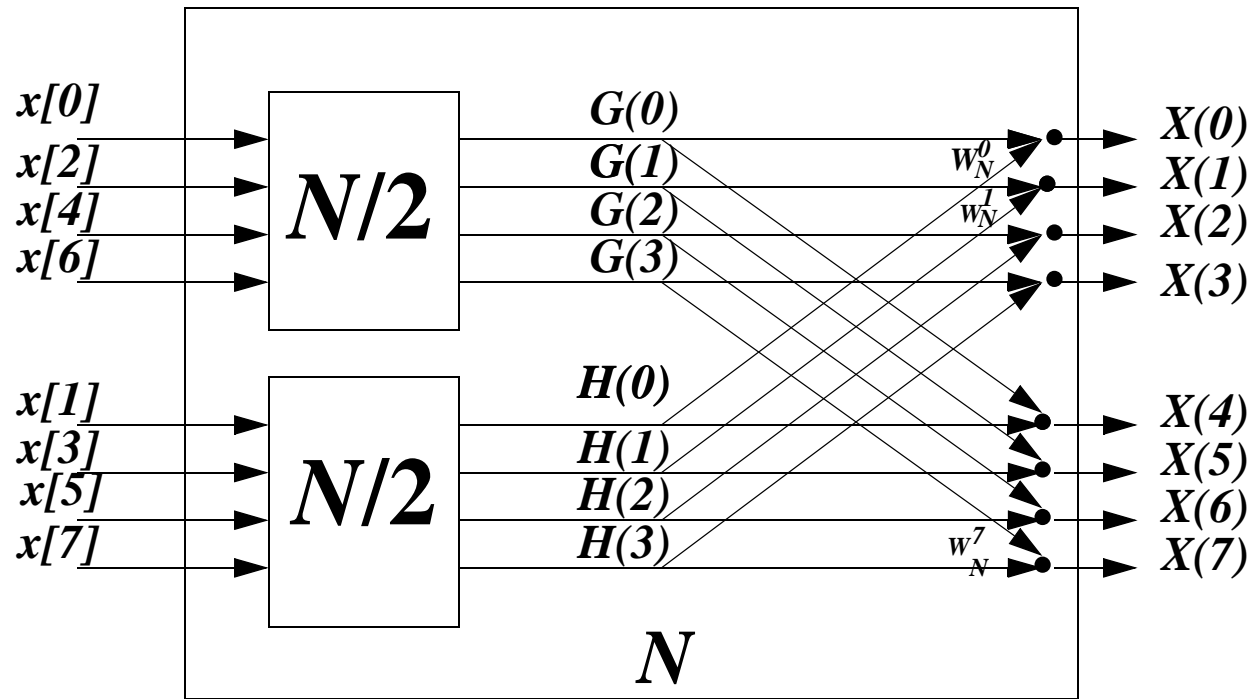 x[0]
x[2]
x[4]
x[6]
N/2
G(0)
G(1)
G(2)
G(3)
W_N^0
W_N^1
X(0)
X(1)
X(2)
X(3)
x[1]
x[3]
x[5]
x[7]
N/2
H(0)
H(1)
H(2)
H(3)
W_N^7
X(4)
X(5)
X(6)
X(7)
N